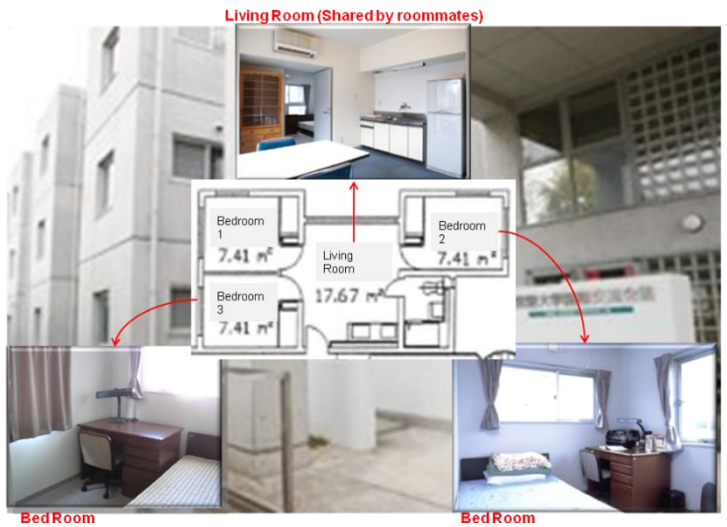 Living Room (Shared by roommates)
Bedroom
1
7.41 m²
Bedroom
2
7.41 m²
Living
Room
17.67 m²
Bedroom
3
7.41 m²
Bed Room
Bed Room